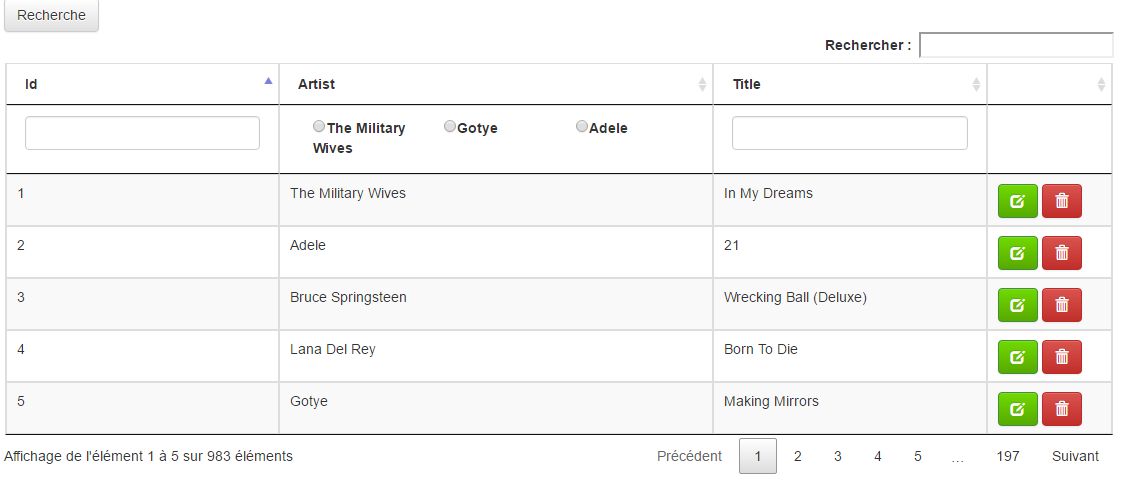 Recherche
Rechercher :
Id Artist Title
The Military Wives Gotye Adele
1 The Military Wives In My Dreams
2 Adele 21
3 Bruce Springsteen Wrecking Ball (Deluxe)
4 Lana Del Rey Born To Die
5 Gotye Making Mirrors
Affichage de l'élément 1 à 5 sur 983 éléments Précédent 1 2 3 4 5 … 197 Suivant